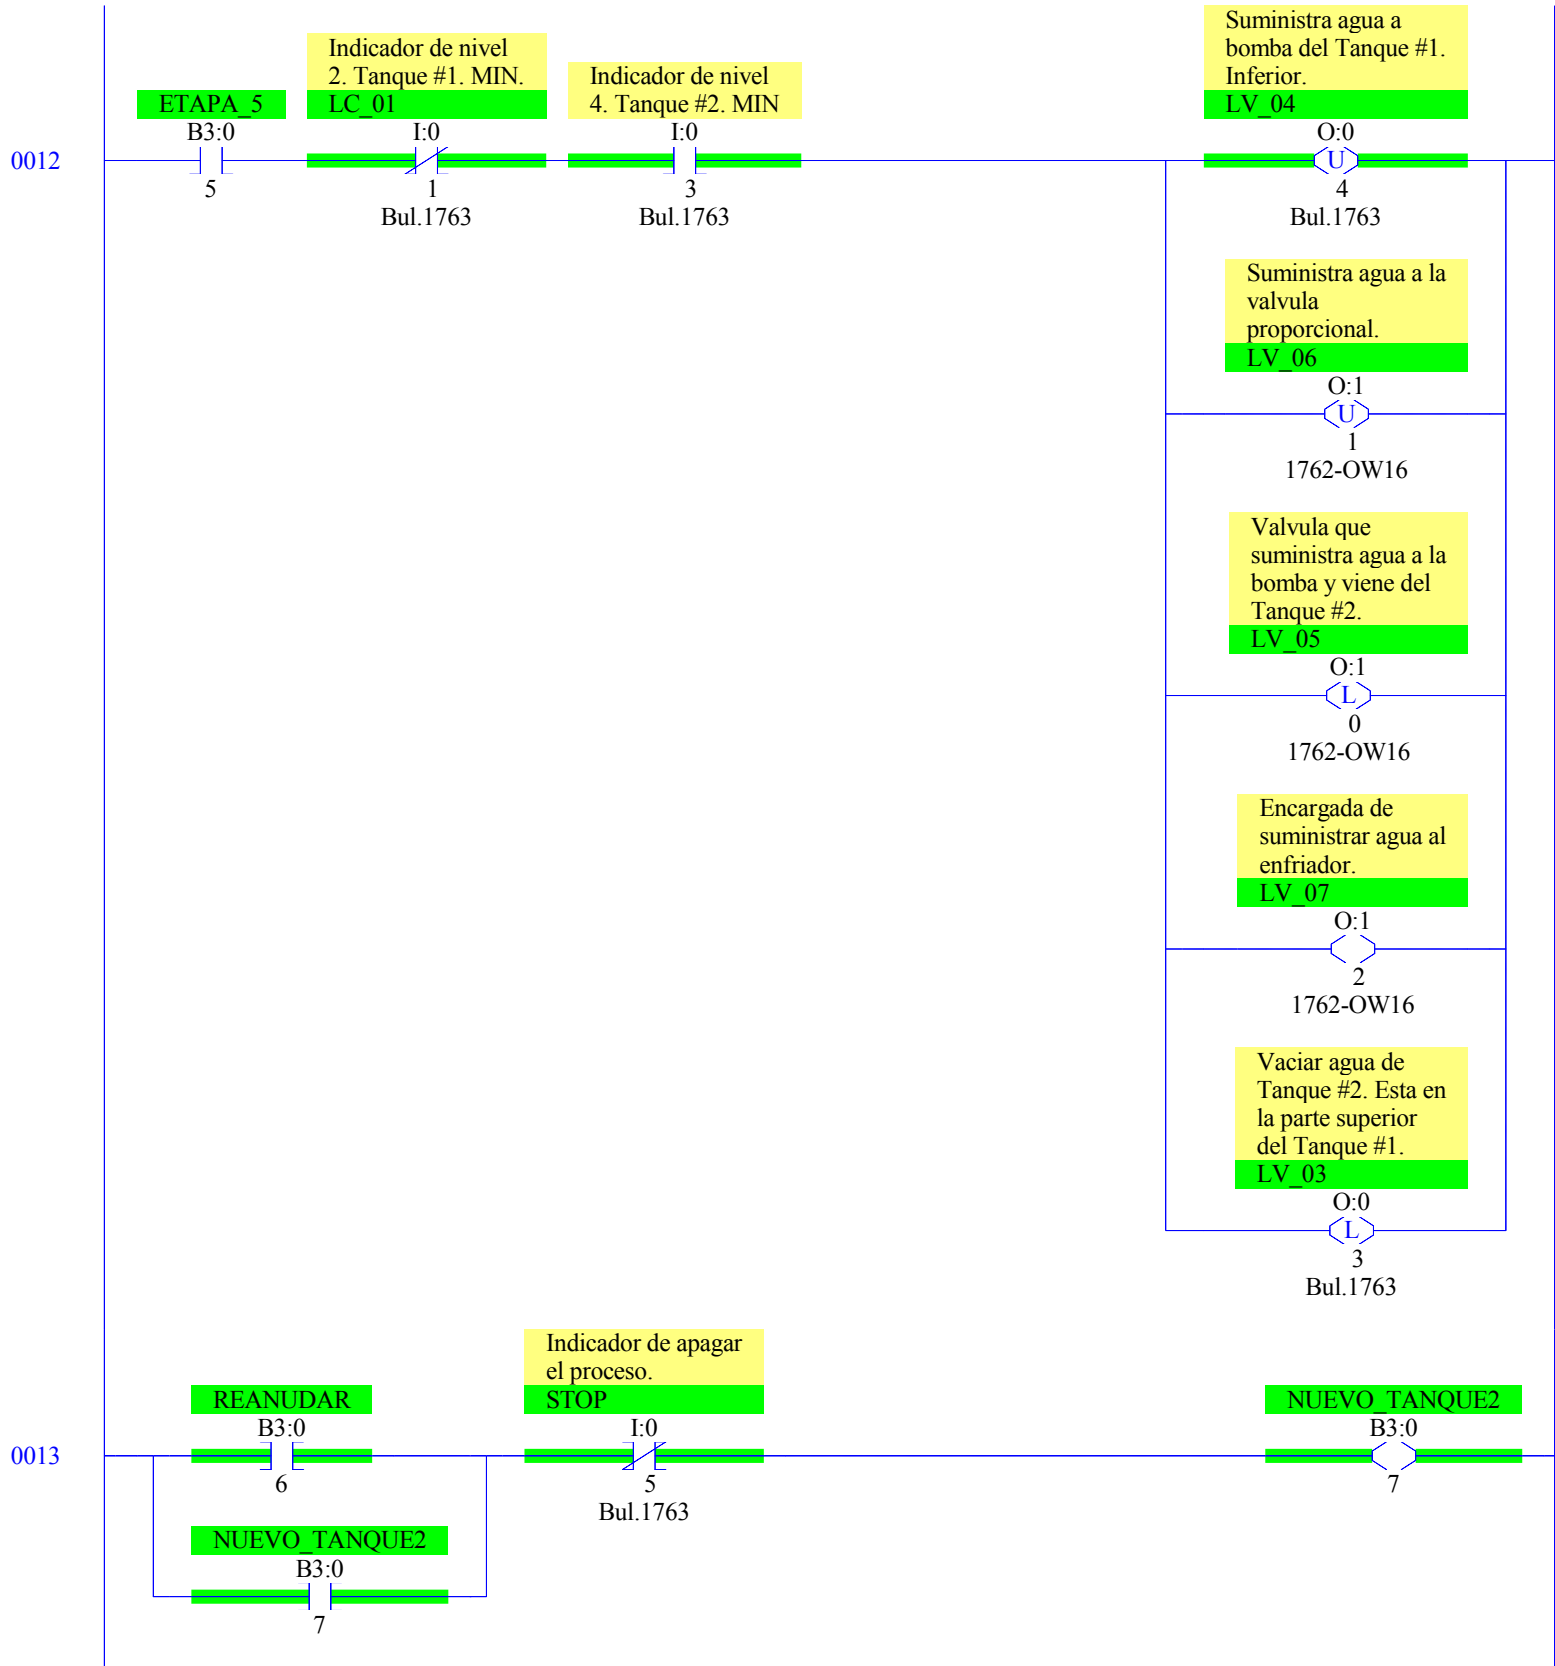 Suministra agua a
bomba del Tanque #1.
Inferior.
LV_04
Indicador de nivel
2. Tanque #1. MIN.
LC_01
Indicador de nivel
4. Tanque #2. MIN
ETAPA_5
B3:0
I:0
I:0
O:0
0012
U
5
1
3
4
Bul.1763
Bul.1763
Bul.1763
Suministra agua a la
valvula
proporcional.
LV_06
O:1
U
1
1762-OW16
Valvula que
suministra agua a la
bomba y viene del
Tanque #2.
LV_05
O:1
L
0
1762-OW16
Encargada de
suministrar agua al
enfriador.
LV_07
O:1
2
1762-OW16
Vaciar agua de
Tanque #2. Esta en
la parte superior
del Tanque #1.
LV_03
O:0
L
3
Bul.1763
Indicador de apagar
el proceso.
REANUDAR
STOP
NUEVO_TANQUE2
B3:0
I:0
B3:0
0013
6
5
7
Bul.1763
NUEVO_TANQUE2
B3:0
7